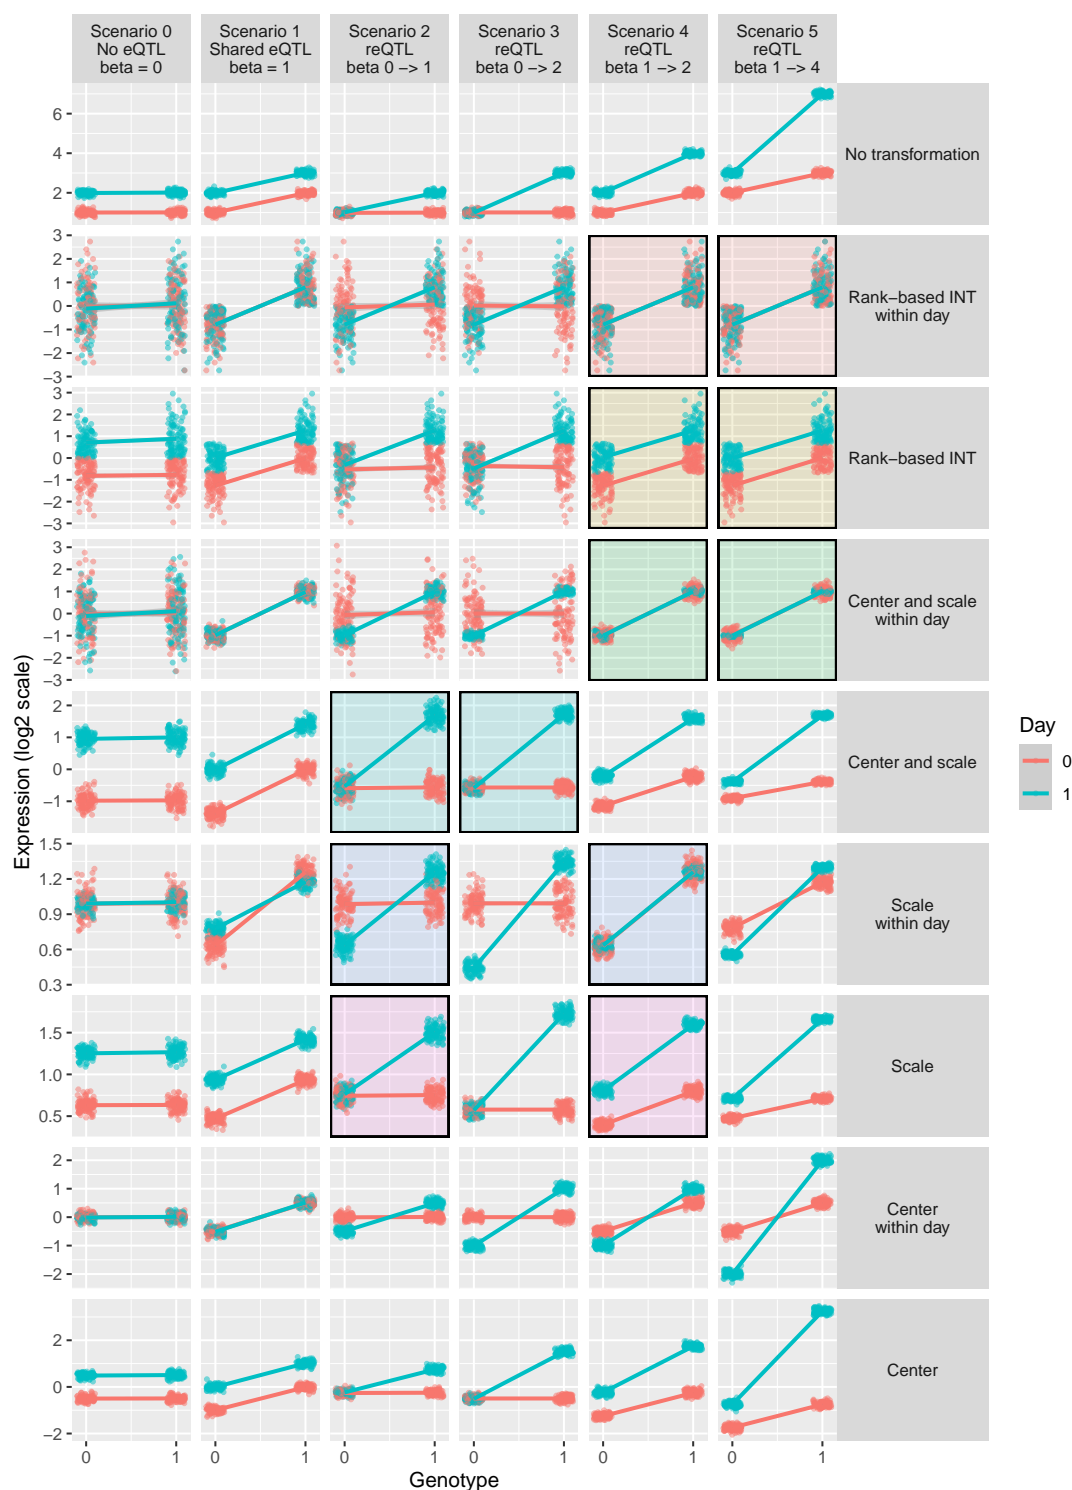 Scenario 0
No eQTL
beta = 0
Scenario 1
Shared eQTL
beta = 1
Scenario 2
reQTL
beta 0 −> 1
Scenario 3
reQTL
beta 0 −> 2
Scenario 4
reQTL
beta 1 −> 2
Scenario 5
reQTL
beta 1 −> 4
6
4
2
No transformation
3
2
1
0
−1
−2
−3
Rank−based INT
within day
3
2
1
0
−1
−2
−3
Rank−based INT
3
2
1
0
−1
−2
−3
Center and scale
within day
2
1
0
−1
Center and scale
1.5
1.2
0.9
0.6
0.3
Scale
within day
1.5
1.0
0.5
Scale
2
1
0
−1
−2
Center
within day
2
0
−2
Center
0 1
0 1
0 1
0 1
0 1
0 1
Genotype
Expression (log2 scale)
Day
0
1